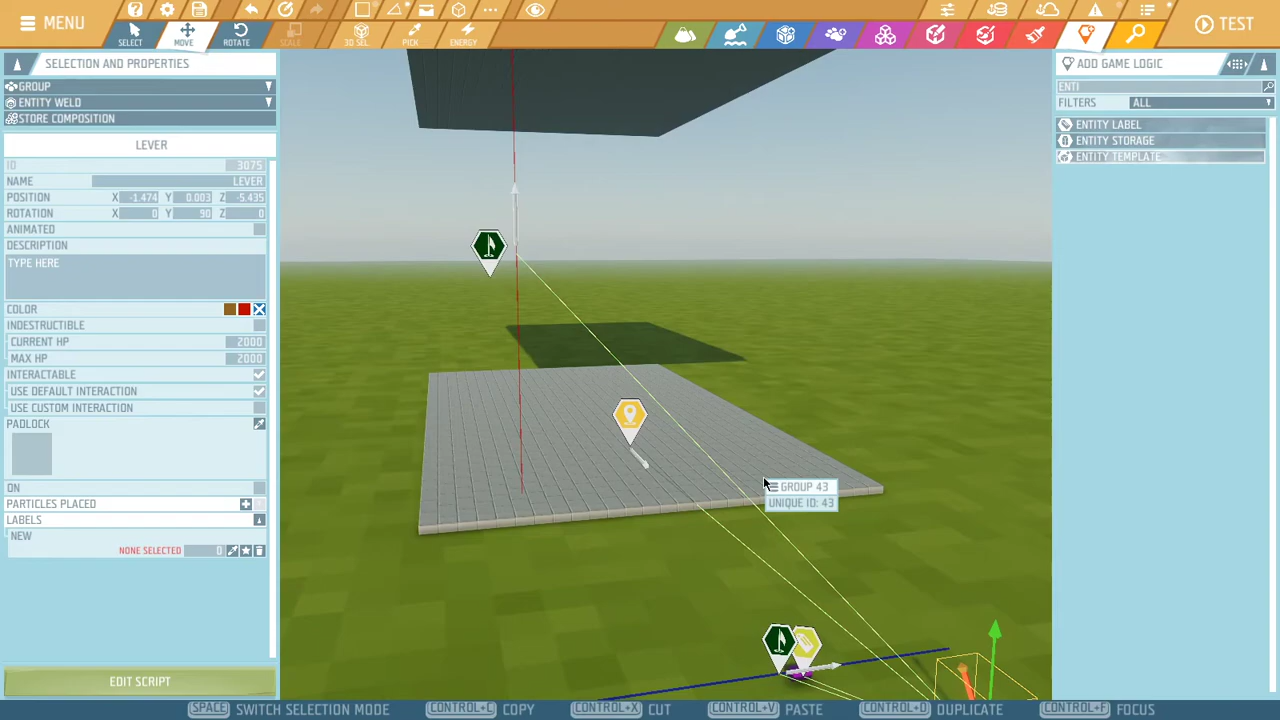 MENU
SELECT
MOVE
ROTATE
SCALE
3D SEL.
PICK
ENERGY
TEST
SELECTION AND PROPERTIES
GROUP
ENTITY WELD
STORE COMPOSITION
LEVER
ID 3075
NAME LEVER
POSITION X -1.474 Y 0.003 Z -5.435
ROTATION X 0 Y 90 Z 0
ANIMATED
DESCRIPTION
TYPE HERE
COLOR
INDESTRUCTIBLE
CURRENT HP 2000
MAX HP 2000
INTERACTABLE
USE DEFAULT INTERACTION
USE CUSTOM INTERACTION
PADLOCK
ON
PARTICLES PLACED
LABELS
NEW
NONE SELECTED 0
EDIT SCRIPT
GROUP 43
UNIQUE ID: 43
ADD GAME LOGIC
ENTI
FILTERS ALL
ENTITY LABEL
ENTITY STORAGE
ENTITY TEMPLATE
SPACE SWITCH SELECTION MODE CONTROL+C COPY CONTROL+X CUT CONTROL+V PASTE CONTROL+D DUPLICATE CONTROL+F FOCUS